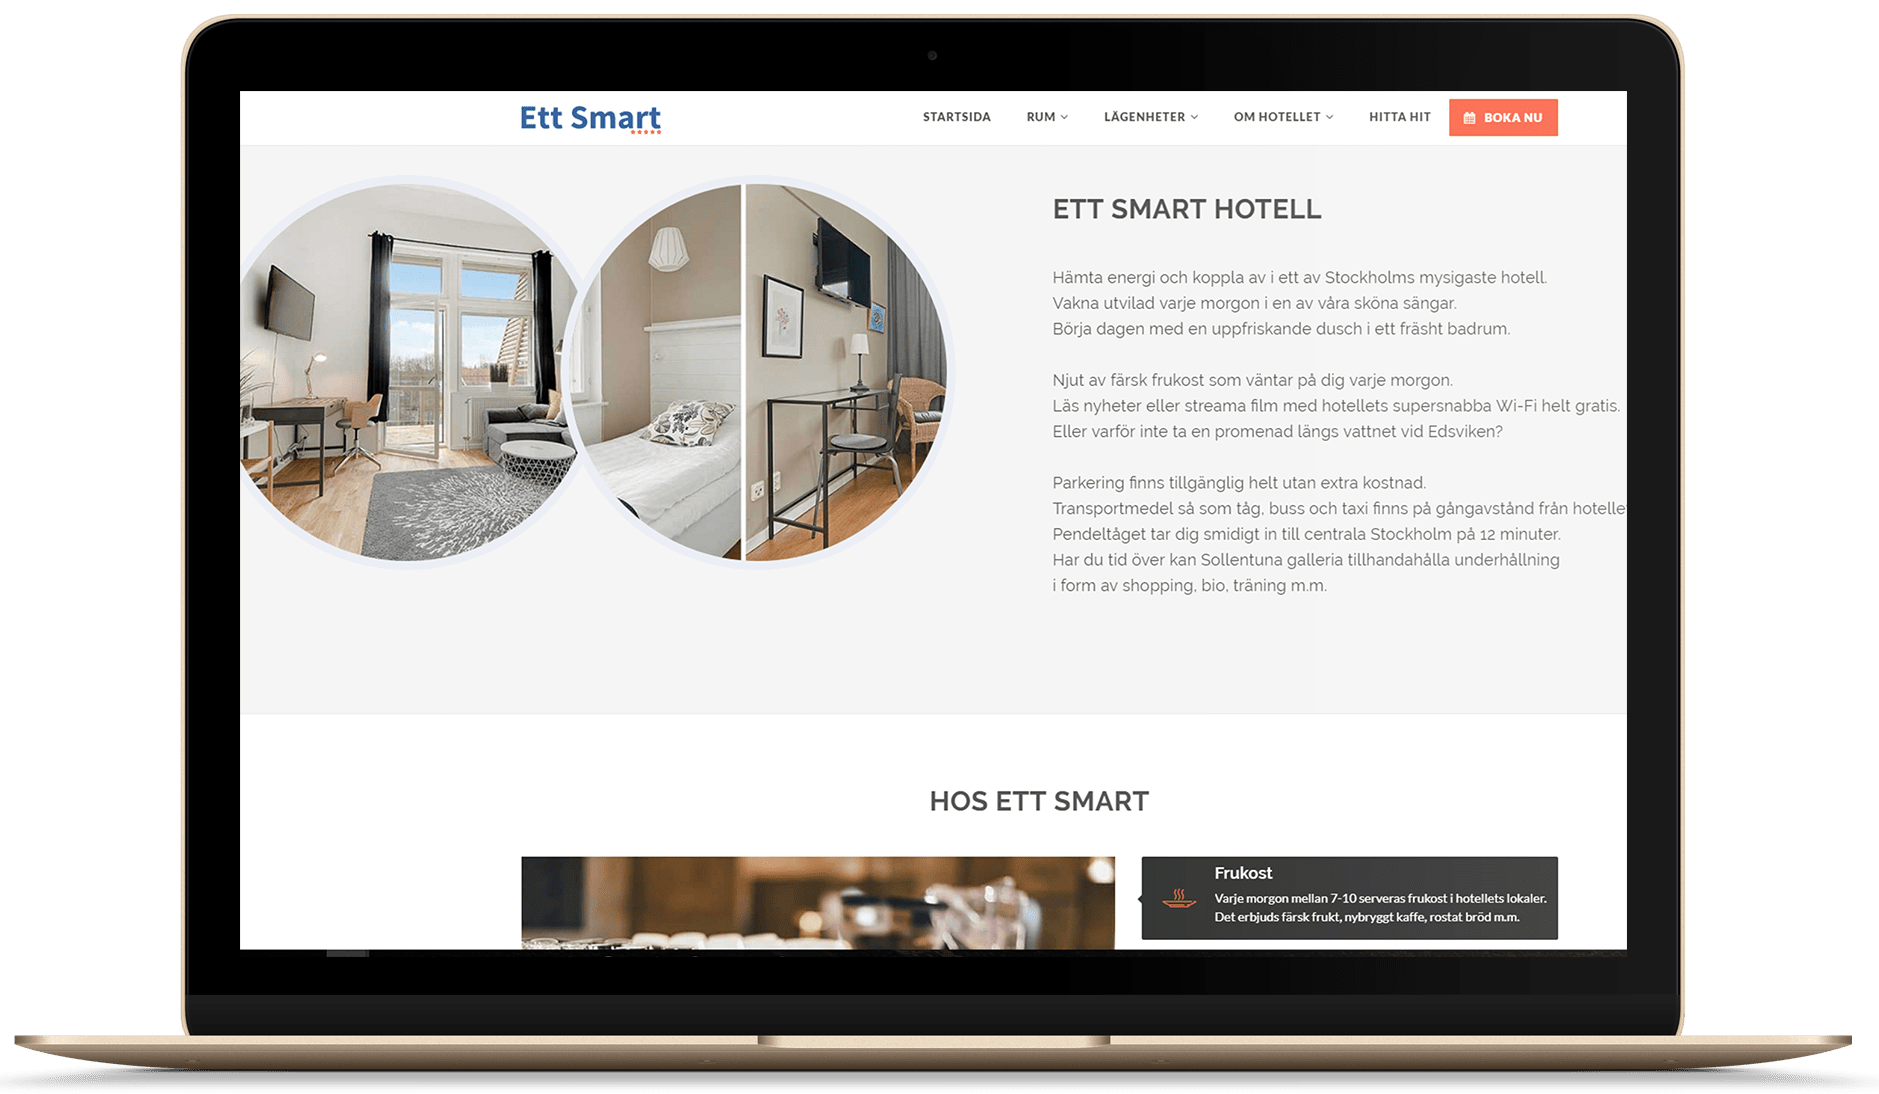 Ett Smart
STARTSIDA
RUM
LÄGENHETER
OM HOTELLET
HITTA HIT
BOKA NU
ETT SMART HOTELL
Hämta energi och koppla av i ett av Stockholms mysigaste hotell.
Vakna utvilad varje morgon i en av våra sköna sängar.
Börja dagen med en uppfriskande dusch i ett fräsht badrum.
Njut av färsk frukost som väntar på dig varje morgon.
Läs nyheter eller streama film med hotellets supersnabba Wi-Fi helt gratis.
Eller varför inte ta en promenad längs vattnet vid Edsviken?
Parkering finns tillgänglig helt utan extra kostnad.
Transportmedel så som tåg, buss och taxi finns på gångavstånd från
Pendeltåget tar dig smidigt in till centrala Stockholm på 12 minuter.
Har du tid över kan Sollentuna galleria tillhandahålla underhållning
i form av shopping, bio, träning m.m.
HOS ETT SMART
Frukost
Varje morgon mellan 7-10 serveras frukost i hotellets lokaler.
Det erbjuds färsk frukt, nybryggt kaffe, rostat bröd m.m.